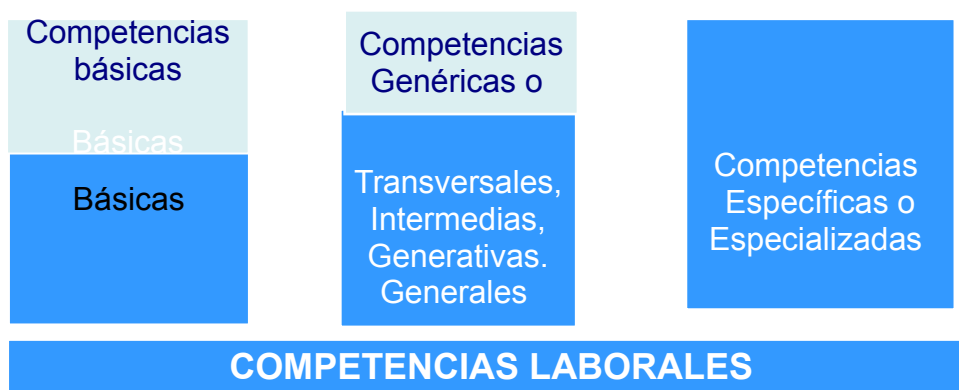 Competencias
básicas
Básicas
Básicas
Competencias
Genéricas o
Transversales,
Intermedias,
Generativas.
Generales
Competencias
Específicas o
Especializadas
COMPETENCIAS LABORALES